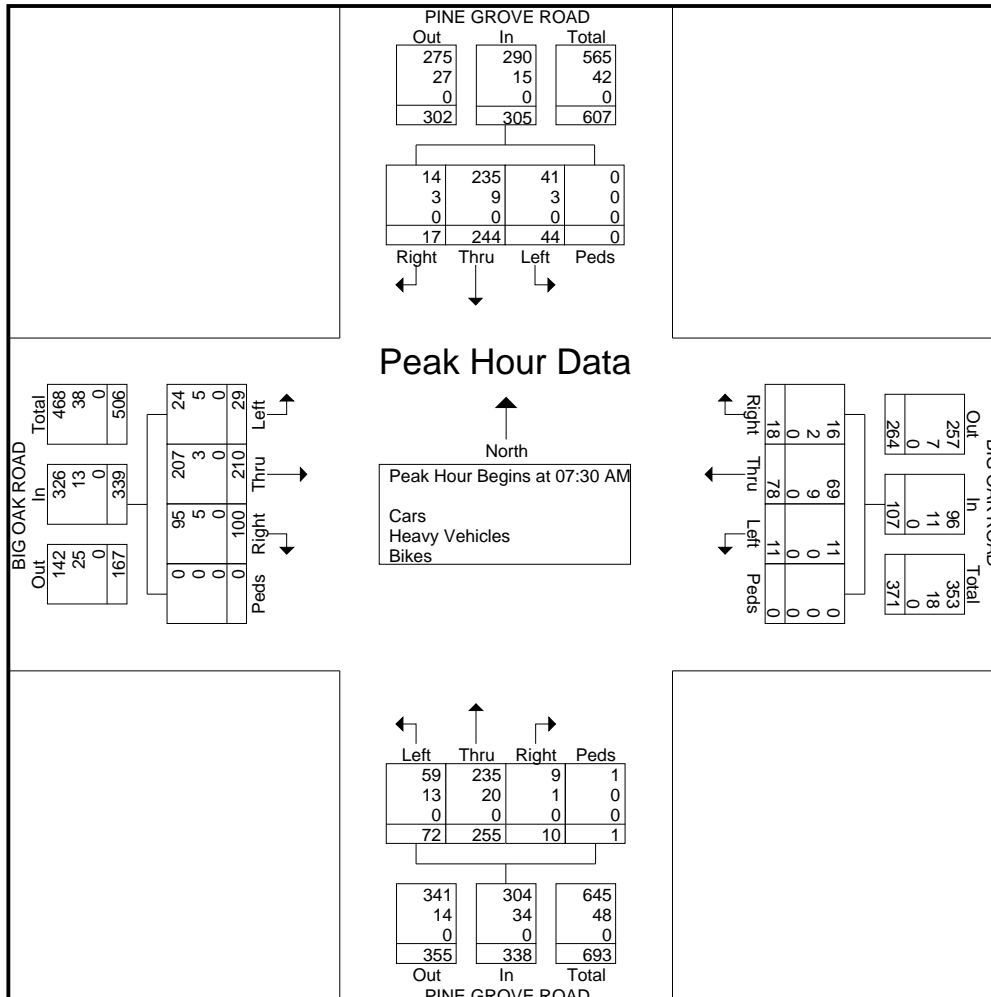 PINE GROVE ROAD
Out In Total
275 290 565
27 15 42
0 0 0
302 305 607
14 235 41 0
3 9 3 0
0 0 0 0
17 244 44 0
Right Thru Left Peds
Peak Hour Data
North
Peak Hour Begins at 07:30 AM
Cars
Heavy Vehicles
Bikes
BIG OAK ROAD
Out In Total
142 326 468
25 13 38
0 0 0
167 339 506
0 95 207 24
0 5 3 5
0 0 0 0
0 100 210 29
Peds Right Thru Left
BIG OAK ROAD
Out In Total
257 96 353
7 11 18
0 0 0
264 107 371
16 69 11 0
2 9 0 0
0 0 0 0
18 78 11 0
Right Thru Left Peds
Left Thru Right Peds
59 235 9 1
13 20 1 0
0 0 0 0
72 255 10 1
341 304 645
14 34 48
0 0 0
355 338 693
Out In Total
PINE GROVE ROAD